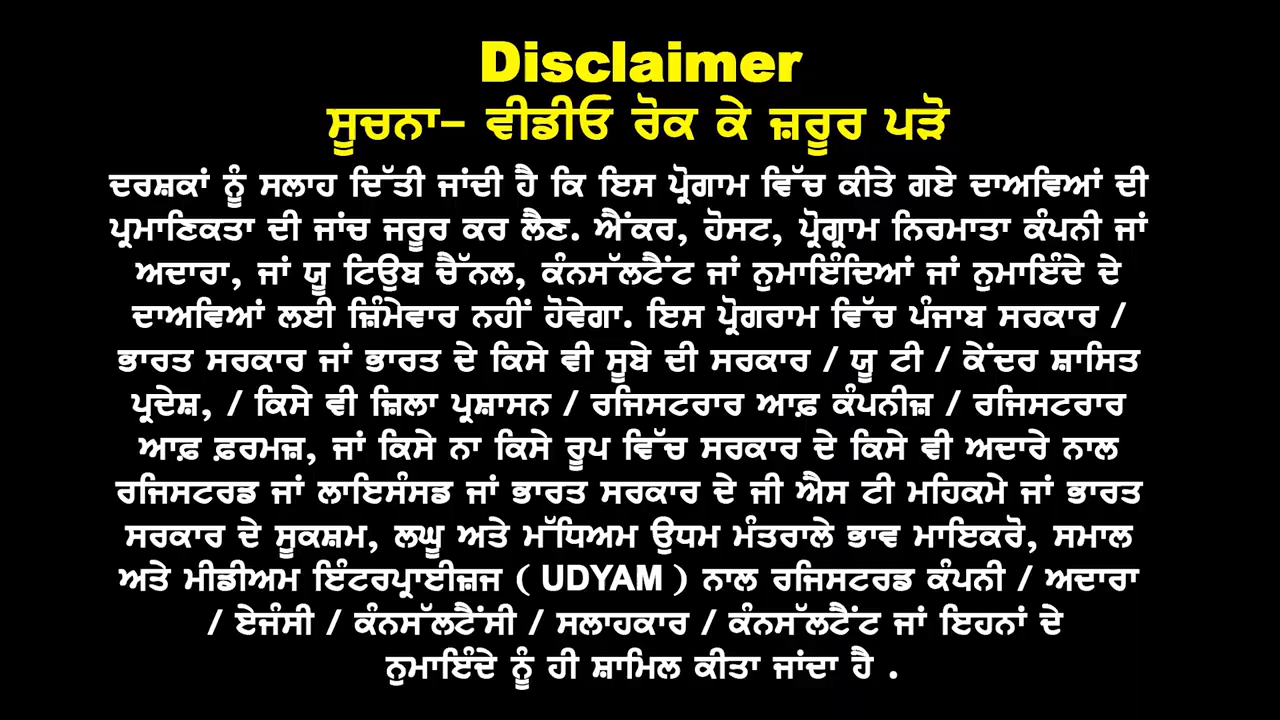 Disclaimer
ਸੂਚਨਾ- ਵੀਡੀਓ ਰੋਕ ਕੇ ਜ਼ਰੂਰ ਪੜੋ
ਦਰਸ਼ਕਾਂ ਨੂੰ ਸਲਾਹ ਦਿੱਤੀ ਜਾਂਦੀ ਹੈ ਕਿ ਇਸ ਪ੍ਰੋਗਾਮ ਵਿੱਚ ਕੀਤੇ ਗਏ ਦਾਅਵਿਆਂ ਦੀ
ਪ੍ਰਮਾਣਿਕਤਾ ਦੀ ਜਾਂਚ ਜਰੂਰ ਕਰ ਲੈਣ. ਐਂਕਰ, ਹੋਸਟ, ਪ੍ਰੋਗ੍ਰਾਮ ਨਿਰਮਾਤਾ ਕੰਪਨੀ ਜਾਂ
ਅਦਾਰਾ, ਜਾਂ ਯੂ ਟਿਊਬ ਚੈੱਨਲ, ਕੰਨਸੱਲਟੈਂਟ ਜਾਂ ਨੁਮਾਇੰਦਿਆਂ ਜਾਂ ਨੁਮਾਇੰਦੇ ਦੇ
ਦਾਅਵਿਆਂ ਲਈ ਜ਼ਿੰਮੇਵਾਰ ਨਹੀਂ ਹੋਵੇਗਾ. ਇਸ ਪ੍ਰੋਗਰਾਮ ਵਿੱਚ ਪੰਜਾਬ ਸਰਕਾਰ /
ਭਾਰਤ ਸਰਕਾਰ ਜਾਂ ਭਾਰਤ ਦੇ ਕਿਸੇ ਵੀ ਸੂਬੇ ਦੀ ਸਰਕਾਰ / ਯੂ ਟੀ / ਕੇਂਦਰ ਸ਼ਾਸਿਤ
ਪ੍ਰਦੇਸ਼, / ਕਿਸੇ ਵੀ ਜ਼ਿਲਾ ਪ੍ਰਸ਼ਾਸਨ / ਰਜਿਸਟਰਾਰ ਆਫ਼ ਕੰਪਨੀਜ਼ / ਰਜਿਸਟਰਾਰ
ਆਫ਼ ਫ਼ਰਮਜ਼, ਜਾਂ ਕਿਸੇ ਨਾ ਕਿਸੇ ਰੂਪ ਵਿੱਚ ਸਰਕਾਰ ਦੇ ਕਿਸੇ ਵੀ ਅਦਾਰੇ ਨਾਲ
ਰਜਿਸਟਰਡ ਜਾਂ ਲਾਇਸੰਸਡ ਜਾਂ ਭਾਰਤ ਸਰਕਾਰ ਦੇ ਜੀ ਐਸ ਟੀ ਮਹਿਕਮੇ ਜਾਂ ਭਾਰਤ
ਸਰਕਾਰ ਦੇ ਸੂਕਸ਼ਮ, ਲਘੂ ਅਤੇ ਮੱਧਿਅਮ ਉਧਮ ਮੰਤਰਾਲੇ ਭਾਵ ਮਾਇਕਰੋ, ਸਮਾਲ
ਅਤੇ ਮੀਡੀਅਮ ਇੰਟਰਪ੍ਰਾਈਜ਼ਜ ( UDYAM ) ਨਾਲ ਰਜਿਸਟਰਡ ਕੰਪਨੀ / ਅਦਾਰਾ
/ ਏਜੰਸੀ / ਕੰਨਸੱਲਟੈਂਸੀ / ਸਲਾਹਕਾਰ / ਕੰਨਸੱਲਟੈਂਟ ਜਾਂ ਇਹਨਾਂ ਦੇ
ਨੁਮਾਇੰਦੇ ਨੂੰ ਹੀ ਸ਼ਾਮਿਲ ਕੀਤਾ ਜਾਂਦਾ ਹੈ .